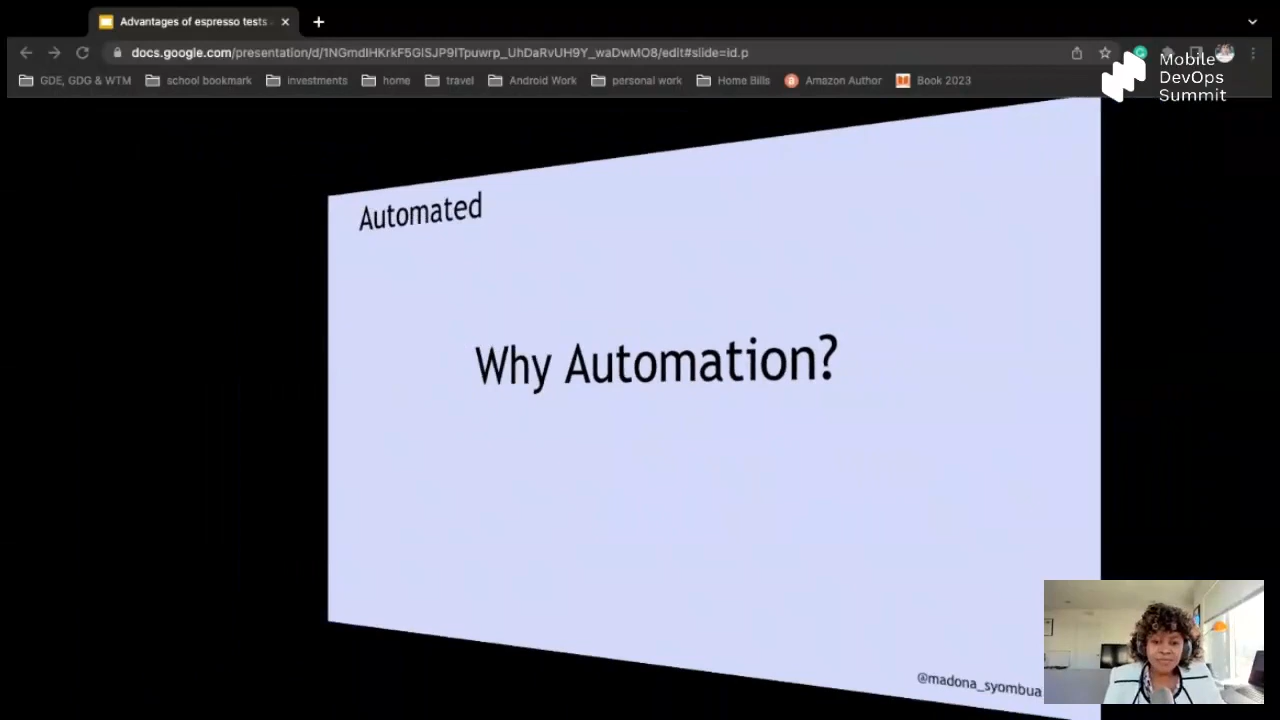 Advantages of espresso tests
docs.google.com/presentation/d/1NGmdIHKrkF5GlSJP9ITpuwrp_UhDaRvUH9Y_waDwMO8/edit#slide=id.p
GDE, GDG & WTM
school bookmark
investments
home
travel
Android Work
personal work
Home Bills
Amazon Author
Book 2023
Mobile
DevOps
Summit
Automated
Why Automation?
@madona_syombua